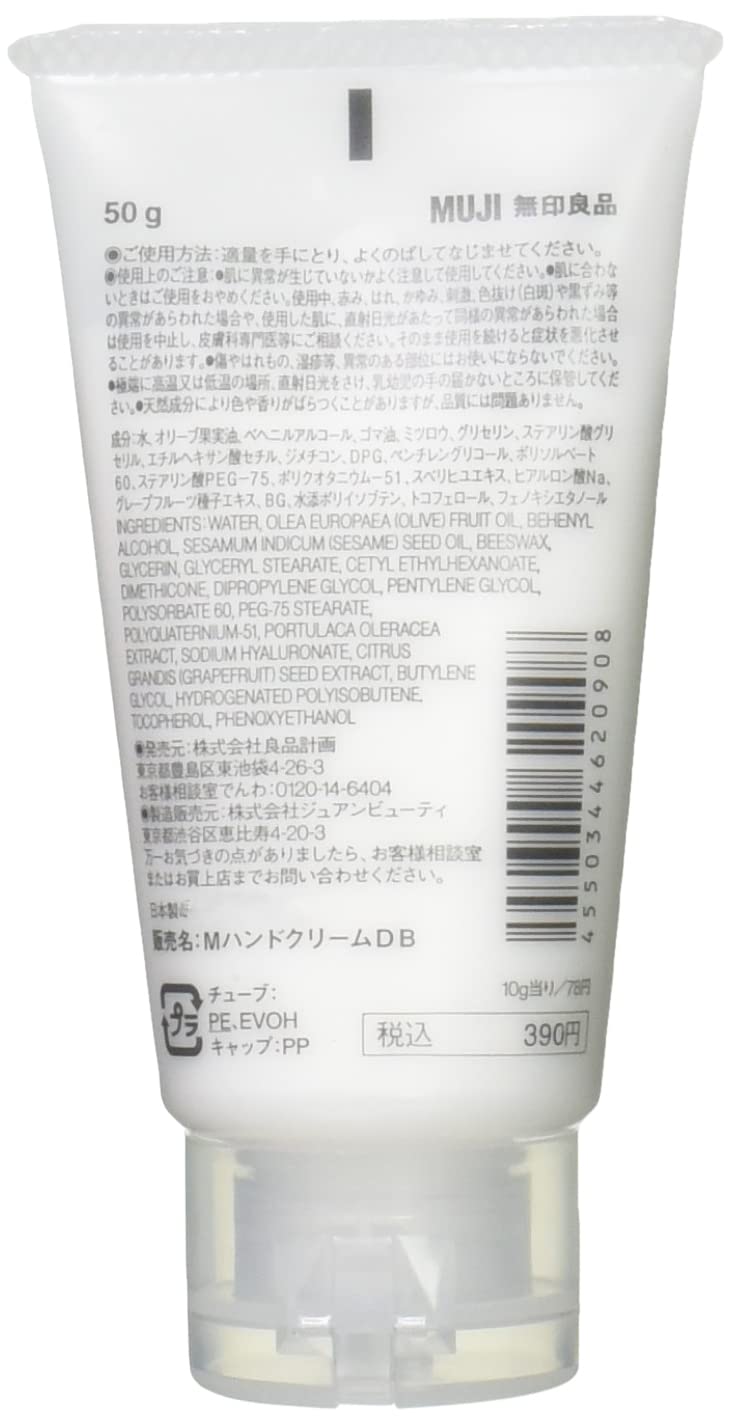 50 g MUJI 無印良品
●ご使用方法:適量を手にとり、よくのばしてなじませてください。
●使用上のご注意:●肌に異常が生じていないかよく注意して使用してください。●肌に合わな
いときはご使用をおやめください。使用中、赤み、はれ、かゆみ、刺激、色抜け(白斑)や黒ずみ等
の異常があらわれた場合や、使用した肌に、直射日光があたって同様の異常があらわれた場合
は使用を中止し、皮膚科専門医等にご相談ください。そのまま使用を続けると症状を悪化させ
ることがあります。●傷やはれもの、湿疹等、異常のある部位にはお使いにならないでください。
●極端に高温又は低温の場所、直射日光をさけ、乳幼児の手の届かないところに保管してくだ
さい。●天然成分により色や香りがばらつくことがありますが、品質には問題ありません。
成分:水、オリーブ果実油、ベヘニルアルコール、ゴマ油、ミツロウ、グリセリン、ステアリン酸グリ
セリル、エチルヘキサン酸セチル、ジメチコン、DPG、ペンチレングリコール、ポリソルベート
60、ステアリン酸PEG-75、ポリクオタニウム-51、スベリヒユエキス、ヒアルロン酸Na、
グレープフルーツ種子エキス、BG、水添ポリイソブテン、トコフェロール、フェノキシエタノール
INGREDIENTS: WATER, OLEA EUROPAEA (OLIVE) FRUIT OIL, BEHENYL
ALCOHOL, SESAMUM INDICUM (SESAME) SEED OIL, BEESWAX,
GLYCERIN, GLYCERYL STEARATE, CETYL ETHYLHEXANOATE,
DIMETHICONE, DIPROPYLENE GLYCOL, PENTYLENE GLYCOL,
POLYSORBATE 60, PEG-75 STEARATE,
POLYQUATERNIUM-51, PORTULACA OLERACEA
EXTRACT, SODIUM HYALURONATE, CITRUS
GRANDIS (GRAPEFRUIT) SEED EXTRACT, BUTYLENE
GLYCOL, HYDROGENATED POLYISOBUTENE,
TOCOPHEROL, PHENOXYETHANOL
●発売元:株式会社良品計画
東京都豊島区東池袋4-26-3
お客様相談室でんわ:0120-14-6404
●製造販売元:株式会社ジュアンビューティ
東京都渋谷区恵比寿4-20-3
万一お気づきの点がありましたら、お客様相談室
またはお買上店までお問い合わせください。
日本製
販売名:MハンドクリームDB
4550344620908
10g当り/78円
プラ
チューブ:
PE、EVOH
キャップ:PP
税込 390円